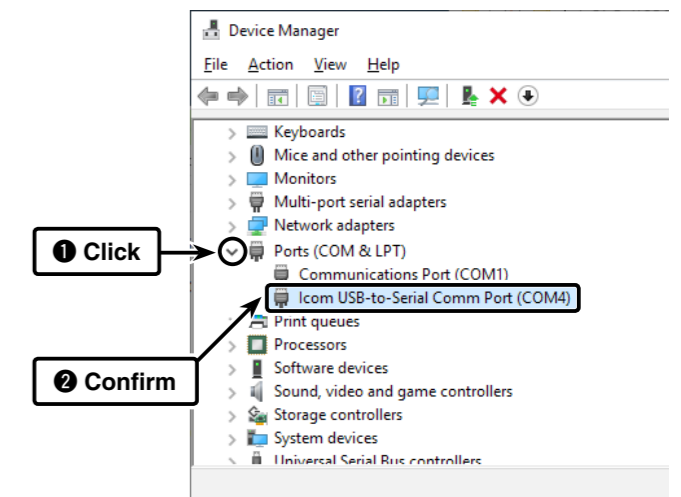 Device Manager
File Action View Help
Keyboards
Mice and other pointing devices
Monitors
Multi-port serial adapters
Network adapters
❶ Click
Ports (COM & LPT)
Communications Port (COM1)
Icom USB-to-Serial Comm Port (COM4)
Print queues
Processors
Software devices
❷ Confirm
Sound, video and game controllers
Storage controllers
System devices
Universal Serial Bus controllers